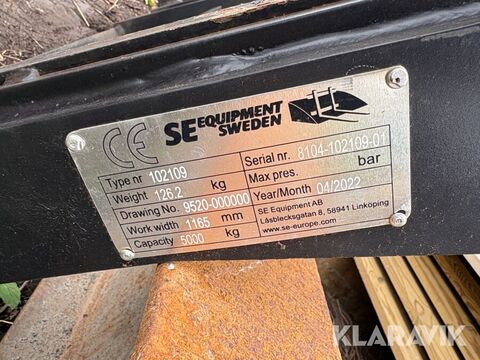 CE SE EQUIPMENT SWEDEN
Type nr 102109
Serial nr. 8104-102109-01
Weight 126.2 kg
Max pres. bar
Drawing No. 9520-000000
Year/Month 04/2022
Work width 1165 mm
Capacity 5000 kg
SE Equipment AB
Låsblecksgatan 8, 58941 Linkoping
www.se-europe.com
KLARAVIK